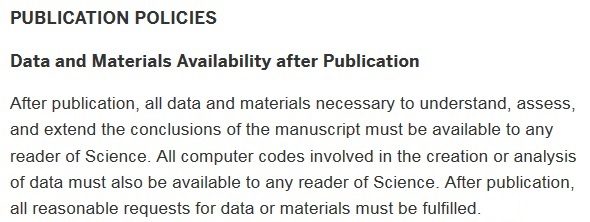 PUBLICATION POLICIES
Data and Materials Availability after Publication
After publication, all data and materials necessary to understand, assess,
and extend the conclusions of the manuscript must be available to any
reader of Science. All computer codes involved in the creation or analysis
of data must also be available to any reader of Science. After publication,
all reasonable requests for data or materials must be fulfilled.